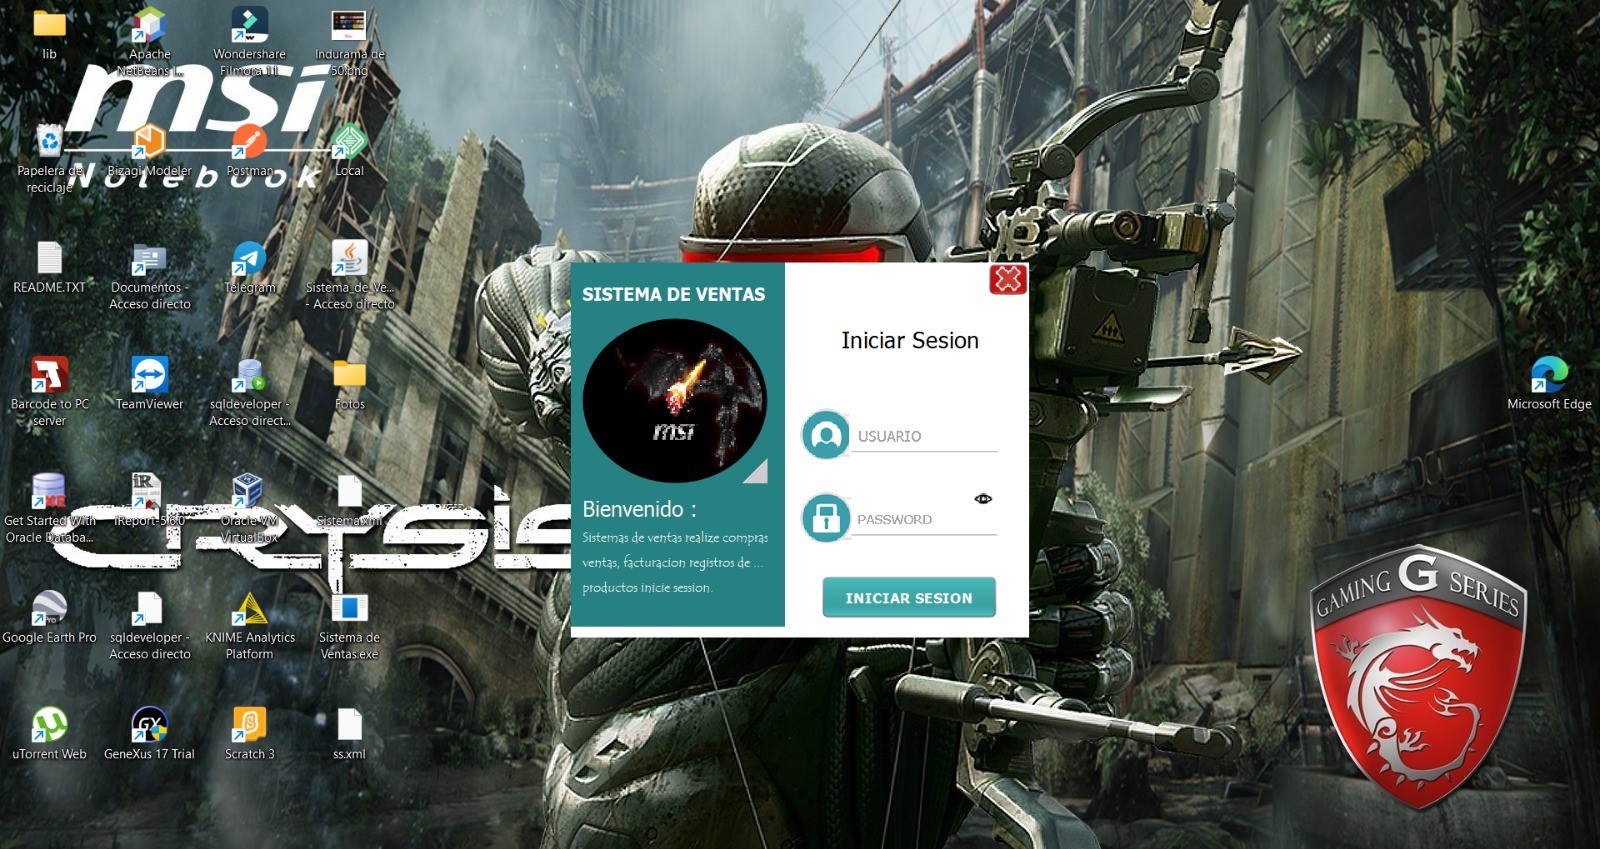 lib
Apache
NetBeans I...
Wondershare
Filmora 11
Indurama de
50.png
msi
Notebook
Papelera de
reciclaje
Bizagi Modeler
Postman
Local
README.TXT
Documentos -
Acceso directo
Telegram
Sistema_de_Ve...
- Acceso directo
Barcode to PC
server
TeamViewer
sqldeveloper -
Acceso direct...
Fotos
Get Started With
Oracle Databa...
iReport-5.6.0
Oracle VM
VirtualBox
Sistema.xml
CRYSIS
Google Earth Pro
sqldeveloper -
Acceso directo
KNIME Analytics
Platform
Sistema de
Ventas.exe
uTorrent Web
GeneXus 17 Trial
Scratch 3
ss.xml
SISTEMA DE VENTAS
msi
Bienvenido :
Sistemas de ventas realize compras
ventas, facturacion registros de ...
productos inicie session.
Iniciar Sesion
USUARIO
PASSWORD
INICIAR SESION
Microsoft Edge
GAMING G SERIES